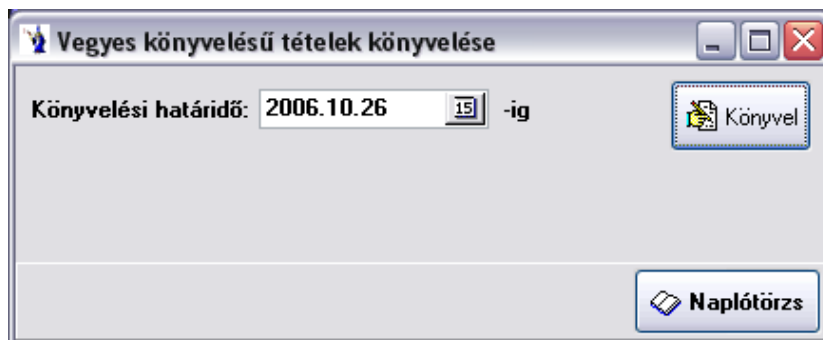 Vegyes könyvelésű tételek könyvelése
Könyvelési határidő: 2006.10.26 15 -ig Könyvel
Naplótörzs